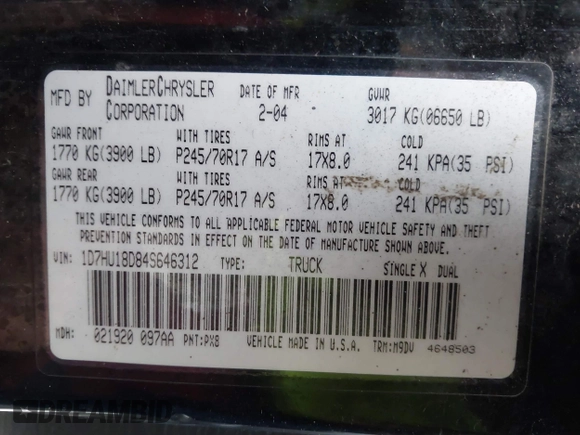 MFD BY DAIMLERCHRYSLER CORPORATION DATE OF MFR 2-04 GVWR 3017 KG(06650 LB)
GAWR FRONT WITH TIRES RIMS AT COLD
1770 KG(3900 LB) P245/70R17 A/S 17X8.0 241 KPA(35 PSI)
GAWR REAR WITH TIRES RIMS AT COLD
1770 KG(3900 LB) P245/70R17 A/S 17X8.0 241 KPA(35 PSI)
THIS VEHICLE CONFORMS TO ALL APPLICABLE FEDERAL MOTOR VEHICLE SAFETY AND THEFT
PREVENTION STANDARDS IN EFFECT ON THE DATE OF MANUFACTURE SHOWN ABOVE.
VIN: 1D7HU18D84S646312 TYPE: TRUCK SINGLE X DUAL
MDH: 021920 097AA PNT:PX8 VEHICLE MADE IN U.S.A. TRM:M9DV 4648503
DREAMBID